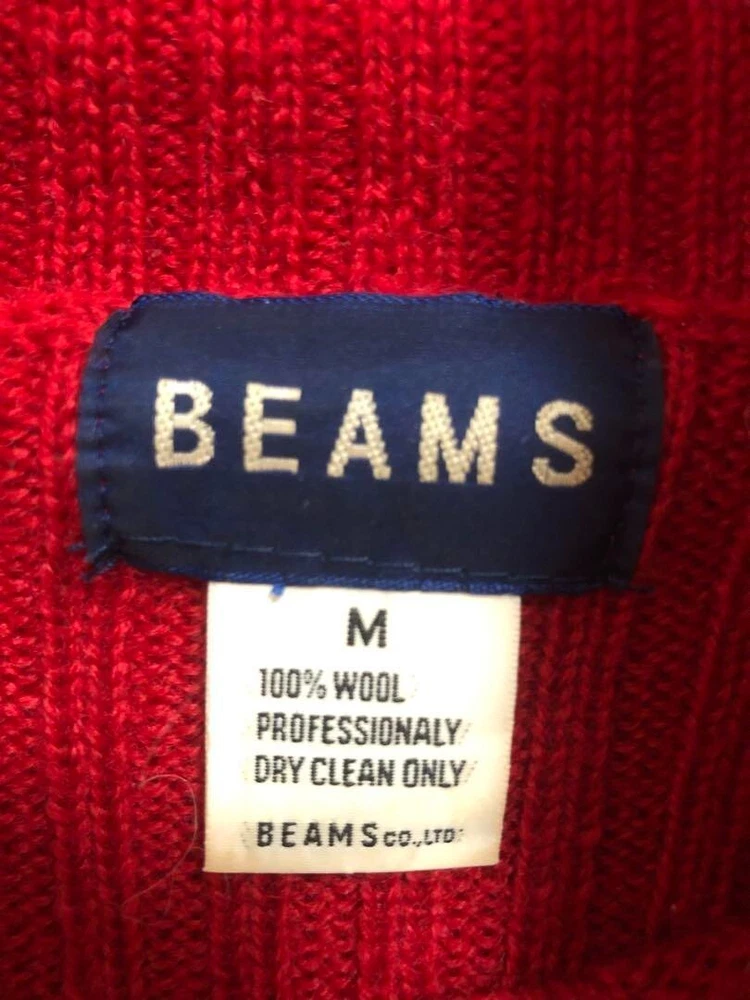 BEAMS
M
100% WOOL
PROFESSIONALY
DRY CLEAN ONLY
BEAMS CO.,LTD.